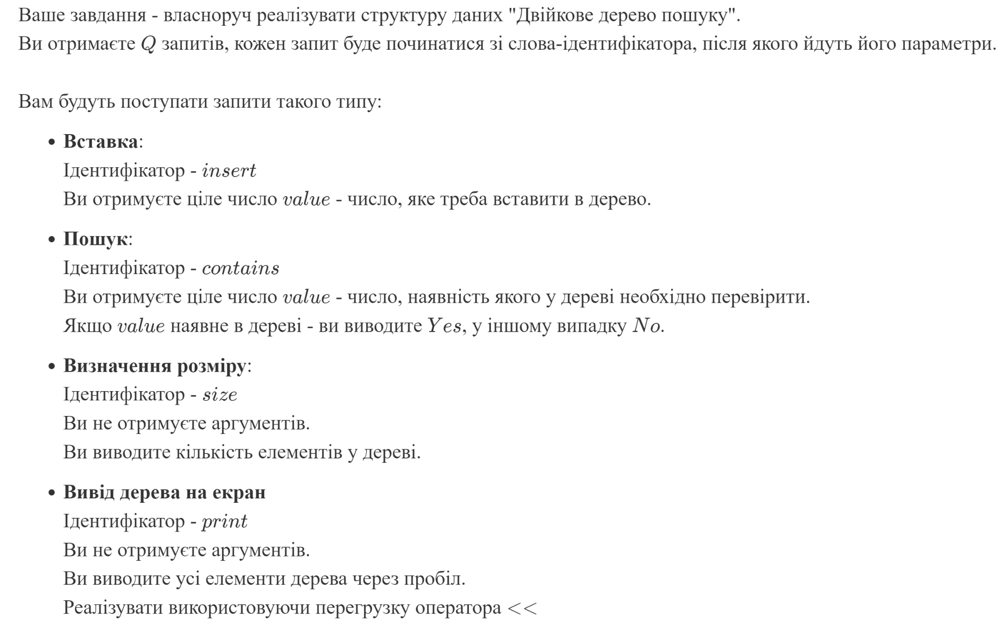 Ваше завдання - власноруч реалізувати структуру даних "Двійкове дерево пошуку".
Ви отримаєте Q запитів, кожен запит буде починатися зі слова-ідентифікатора, після якого йдуть його параметри.
Вам будуть поступати запити такого типу:
• Вставка:
Ідентифікатор - insert
Ви отримуєте ціле число value - число, яке треба вставити в дерево.
• Пошук:
Ідентифікатор - contains
Ви отримуєте ціле число value - число, наявність якого у дереві необхідно перевірити.
Якщо value наявне в дереві - ви виводите Yes, у іншому випадку No.
• Визначення розміру:
Ідентифікатор - size
Ви не отримуєте аргументів.
Ви виводите кількість елементів у дереві.
• Вивід дерева на екран
Ідентифікатор - print
Ви не отримуєте аргументів.
Ви виводите усі елементи дерева через пробіл.
Реалізувати використовуючи перегрузку оператора <<